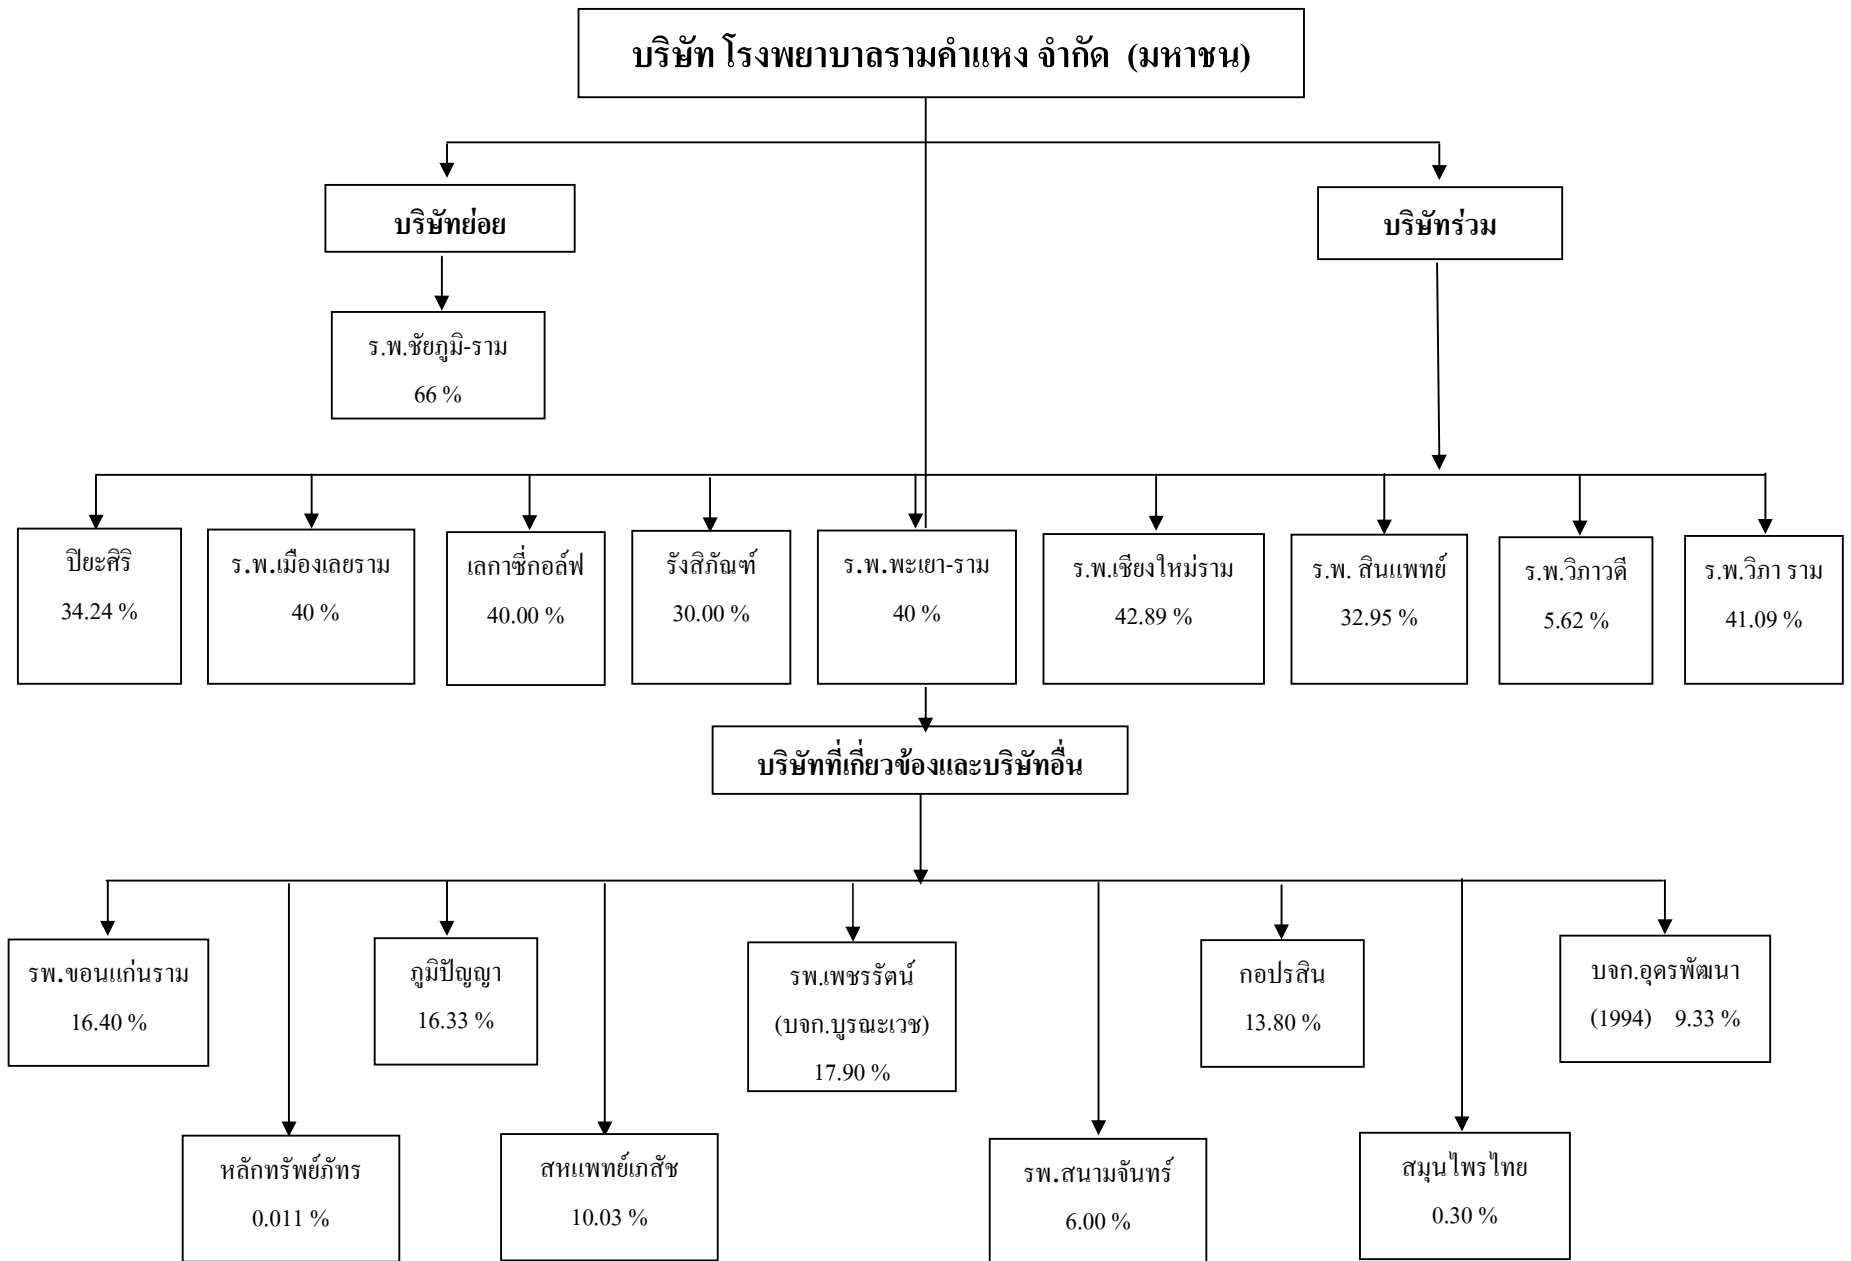 บริษัท โรงพยาบาลรามคำแหง จำกัด (มหาชน)
บริษัทย่อย
บริษัทร่วม
ร.พ.ชัยภูมิ-ราม
66 %
ปิยะศิริ
34.24 %
ร.พ.เมืองเลยราม
40 %
เลกาซี่กอล์ฟ
40.00 %
รังสิภัณฑ์
30.00 %
ร.พ.พะเยา-ราม
40 %
ร.พ.เชียงใหม่ราม
42.89 %
ร.พ. สินแพทย์
32.95 %
ร.พ.วิภาวดี
5.62 %
ร.พ.วิภา ราม
41.09 %
บริษัทที่เกี่ยวข้องและบริษัทอื่น
รพ.ขอนแก่นราม
16.40 %
ภูมิปัญญา
16.33 %
รพ.เพชรรัตน์
(บจก.บูรณะเวช)
17.90 %
กอปรสิน
13.80 %
บจก.อุดรพัฒนา
(1994) 9.33 %
หลักทรัพย์ภัทร
0.011 %
สหแพทย์เภสัช
10.03 %
รพ.สนามจันทร์
6.00 %
สมุนไพรไทย
0.30 %